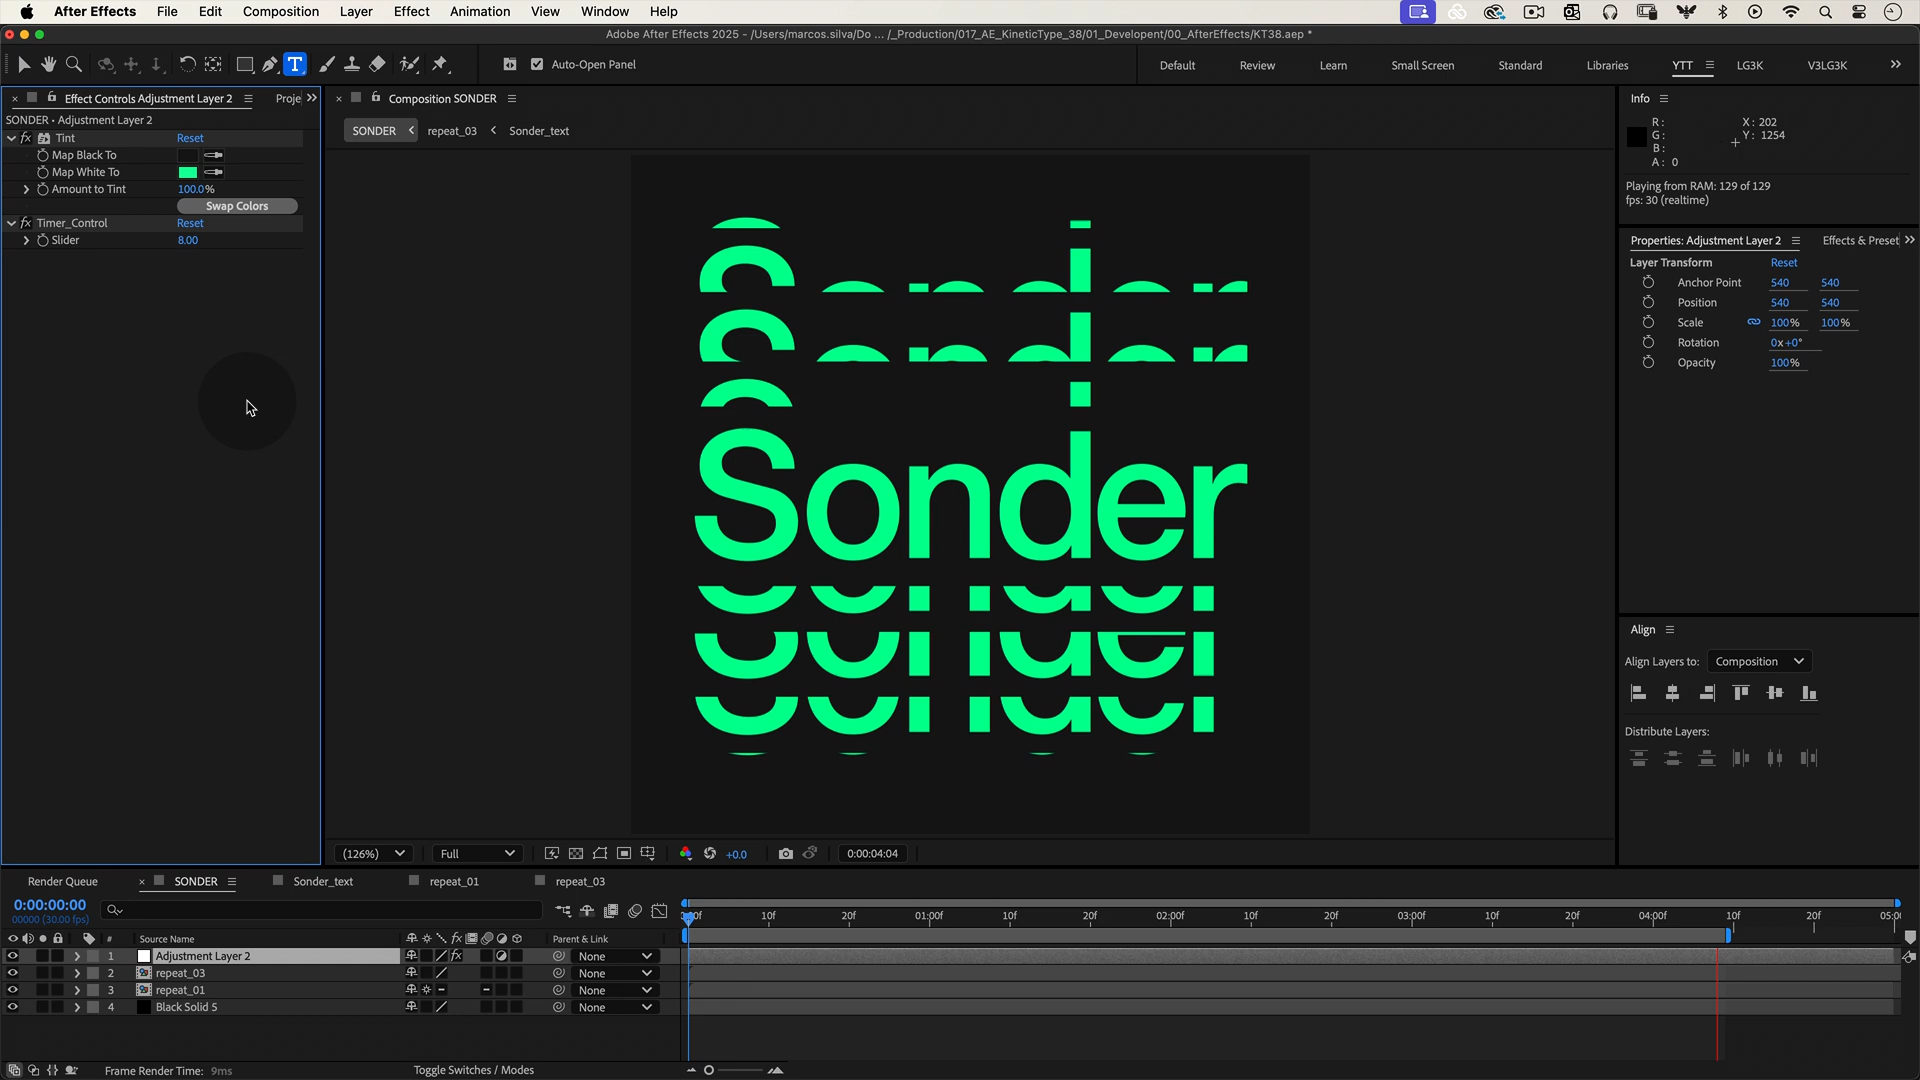 After Effects File Edit Composition Layer Effect Animation View Window Help
Adobe After Effects 2025 - /Users/marcos.silva/Do ... /_Production/017_AE_KineticType_38/01_Developent/00_AfterEffects/KT38.aep *
Auto-Open Panel
Default Review Learn Small Screen Standard Libraries YTT LG3K V3LG3K
Effect Controls Adjustment Layer 2 Proje
SONDER • Adjustment Layer 2
fx Tint Reset
Map Black To
Map White To
Amount to Tint 100.0%
Swap Colors
fx Timer_Control Reset
Slider 8.00
Composition SONDER
SONDER repeat_03 Sonder_text
Sonder
(126%) Full +0.0 0:00:04:04
Info
R:
G:
B:
A: 0
X: 202
Y: 1254
Playing from RAM: 129 of 129
fps: 30 (realtime)
Properties: Adjustment Layer 2 Effects & Preset
Layer Transform Reset
Anchor Point 540 540
Position 540 540
Scale 100% 100%
Rotation 0x+0°
Opacity 100%
Align
Align Layers to: Composition
Distribute Layers:
Render Queue SONDER Sonder_text repeat_01 repeat_03
0:00:00:00
00000 (30.00 fps)
# Source Name fx Parent & Link
1 Adjustment Layer 2 fx None
2 repeat_03 None
3 repeat_01 None
4 Black Solid 5 None
10f 20f 01:00f 10f 20f 02:00f 10f 20f 03:00f 10f 20f 04:00f 10f 20f
Frame Render Time: 9ms
Toggle Switches / Modes